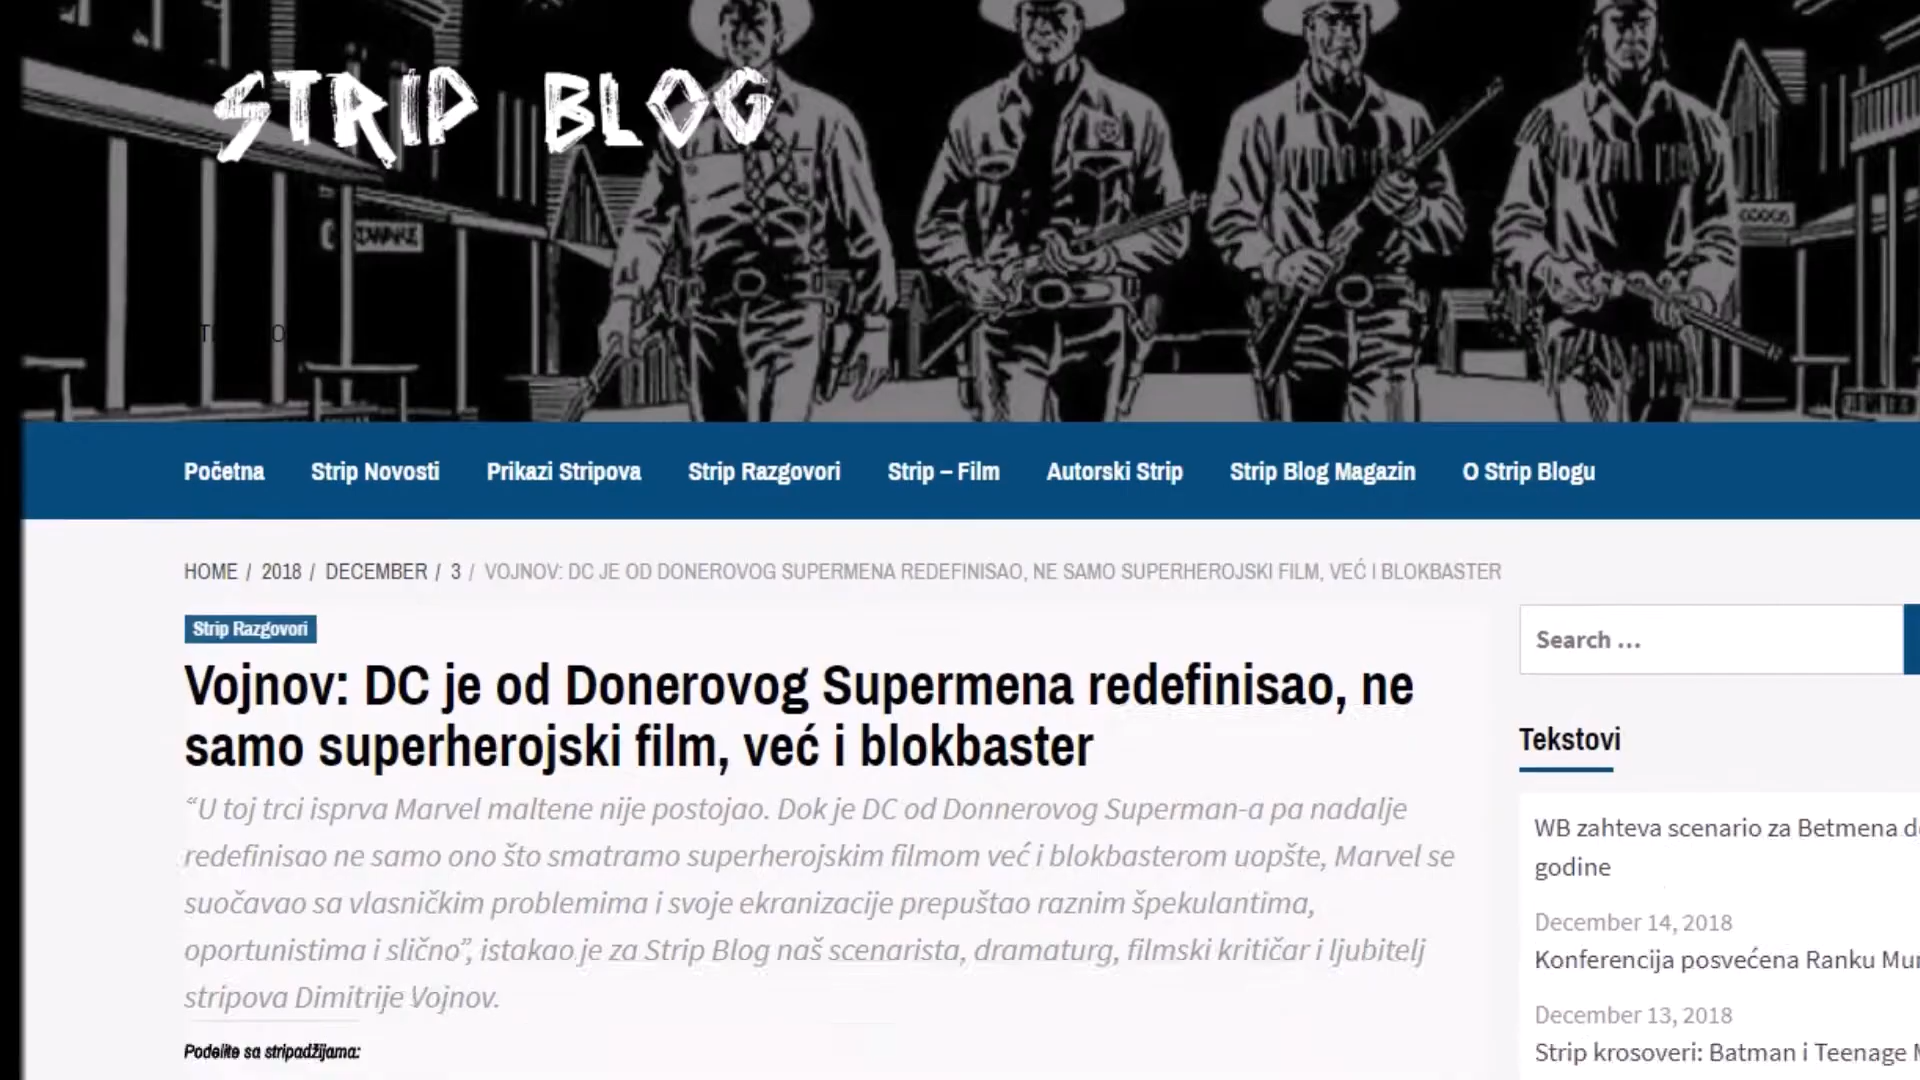 STRIP BLOG
HARDWARE
GOODS
Početna Strip Novosti Prikazi Stripova Strip Razgovori Strip – Film Autorski Strip Strip Blog Magazin O Strip Blogu
HOME / 2018 / DECEMBER / 3 / VOJNOV: DC JE OD DONEROVOG SUPERMENA REDEFINISAO, NE SAMO SUPERHEROJSKI FILM, VEĆ I BLOKBASTER
Strip Razgovori
Vojnov: DC je od Donerovog Supermena redefinisao, ne
samo superherojski film, već i blokbaster
“U toj trci isprva Marvel maltene nije postojao. Dok je DC od Donnerovog Superman-a pa nadalje
redefinisao ne samo ono što smatramo superherojskim filmom već i blokbasterom uopšte, Marvel se
suočavao sa vlasničkim problemima i svoje ekranizacije prepuštao raznim špekulantima,
oportunistima i slično”, istakao je za Strip Blog naš scenarista, dramaturg, filmski kritičar i ljubitelj
stripova Dimitrije Vojnov.
Podelite sa stripadžijama:
Search ...
Tekstovi
WB zahteva scenario za Betmena
godine
December 14, 2018
Konferencija posvećena Ranku
December 13, 2018
Strip krosoveri: Batman i Teenage